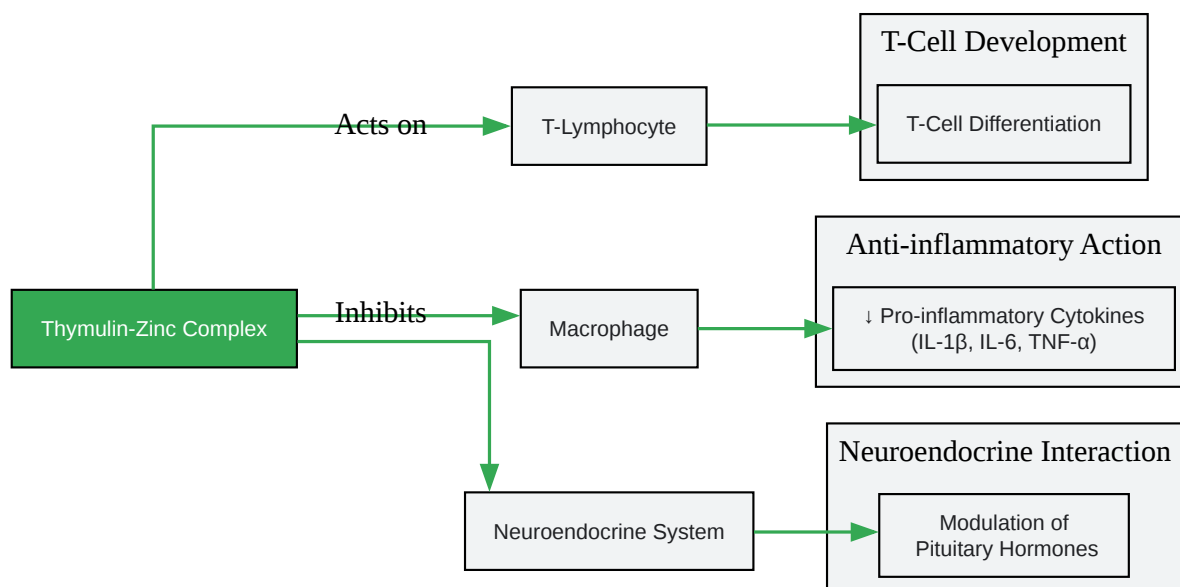 T-Cell Development
Acts on
T-Lymphocyte
T-Cell Differentiation
Anti-inflammatory Action
Thymulin-Zinc Complex
Inhibits
Macrophage
↓ Pro-inflammatory Cytokines
(IL-1β, IL-6, TNF-α)
Neuroendocrine Interaction
Neuroendocrine System
Modulation of
Pituitary Hormones